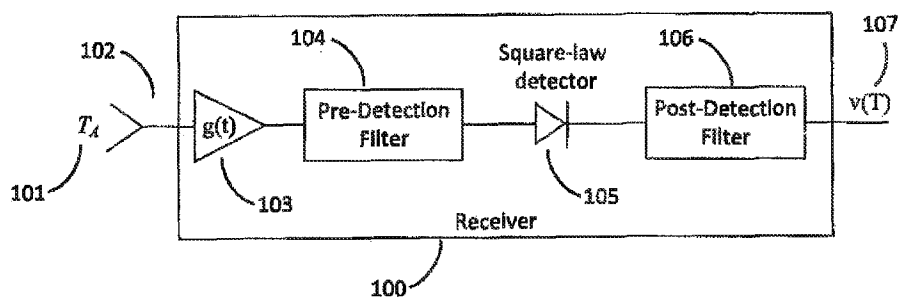 104
Square-law
detector
106
107
102
T_A
g(t)
Pre-Detection
Filter
Post-Detection
Filter
v(T)
101
103
105
Receiver
100